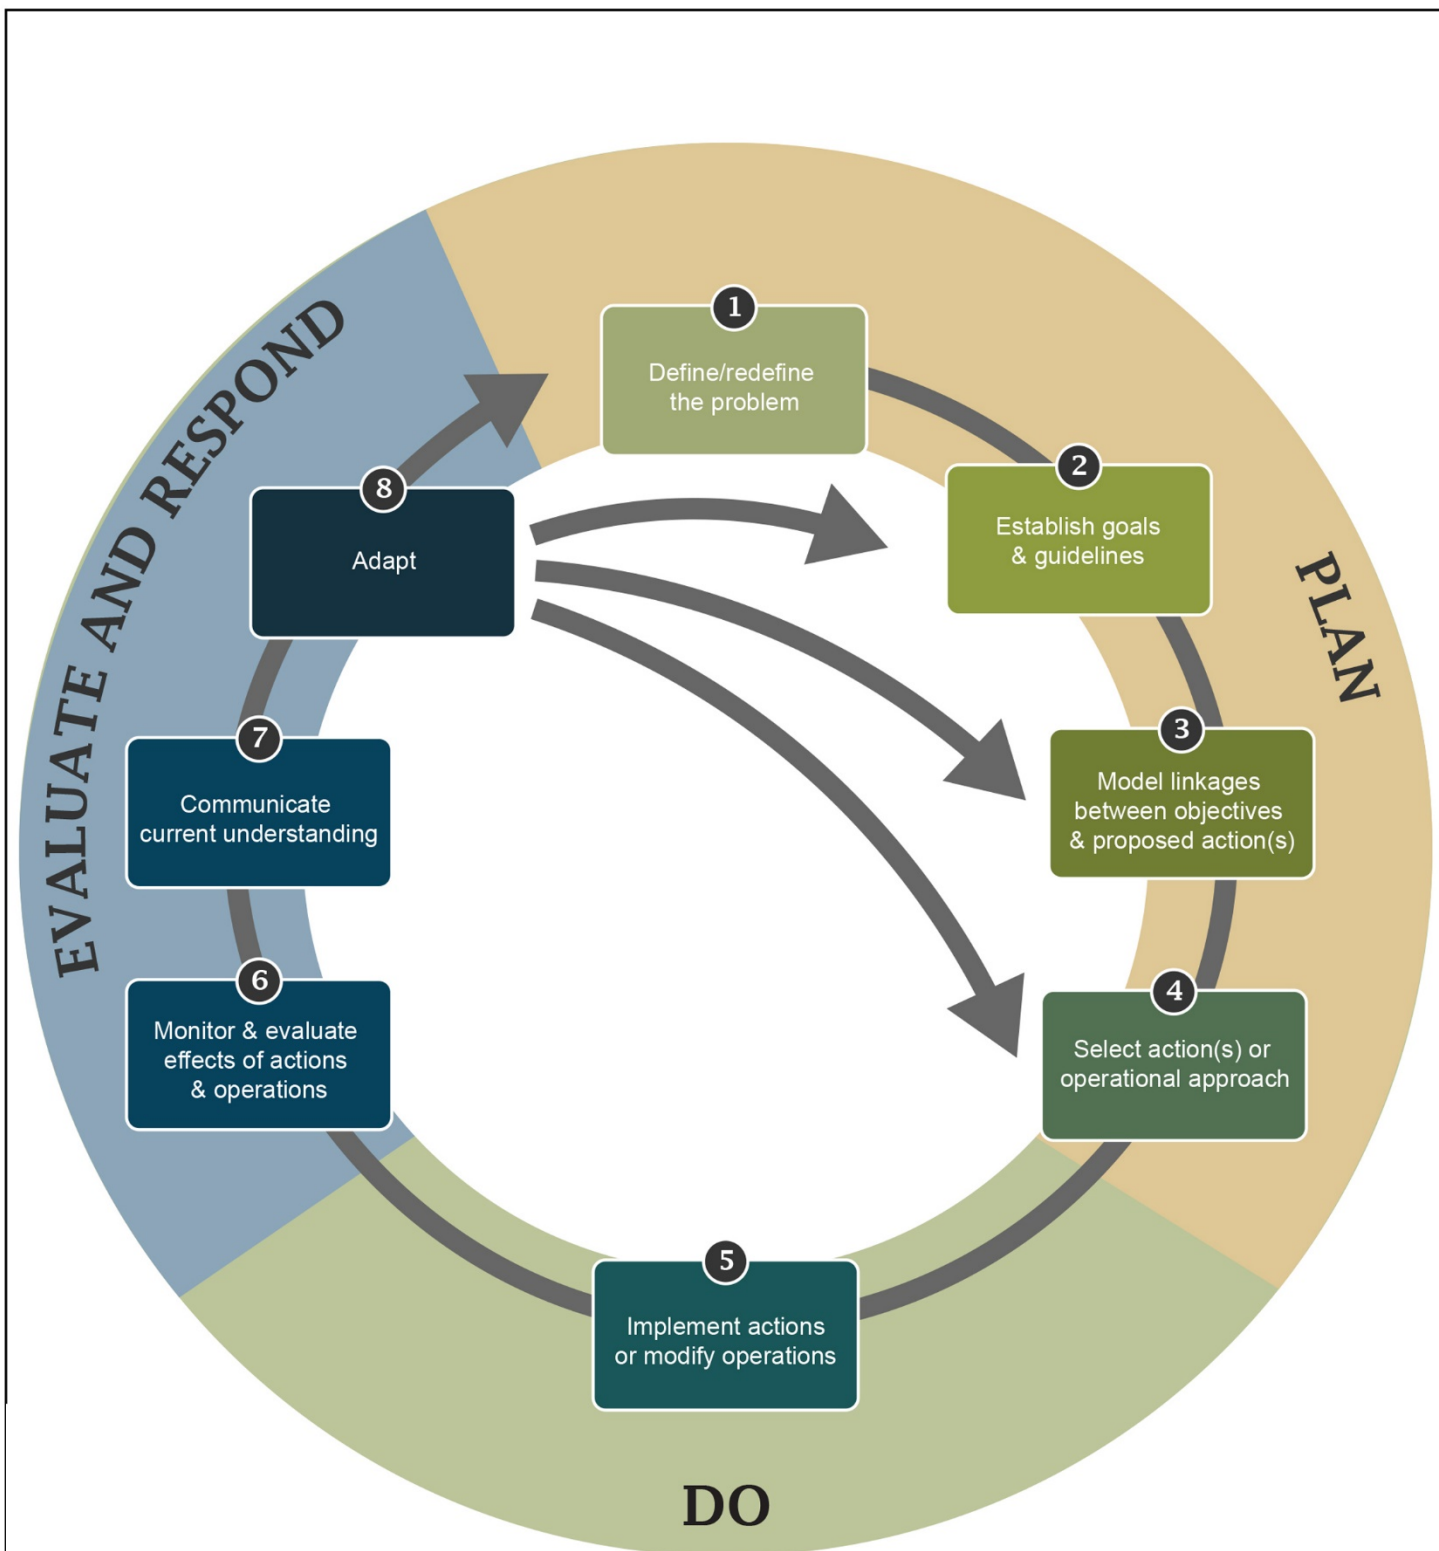 1
Define/redefine
the problem
2
Establish goals
& guidelines
3
Model linkages
between objectives
& proposed action(s)
4
Select action(s) or
operational approach
5
Implement actions
or modify operations
6
Monitor & evaluate
effects of actions
& operations
7
Communicate
current understanding
8
Adapt
PLAN
DO
EVALUATE AND RESPOND